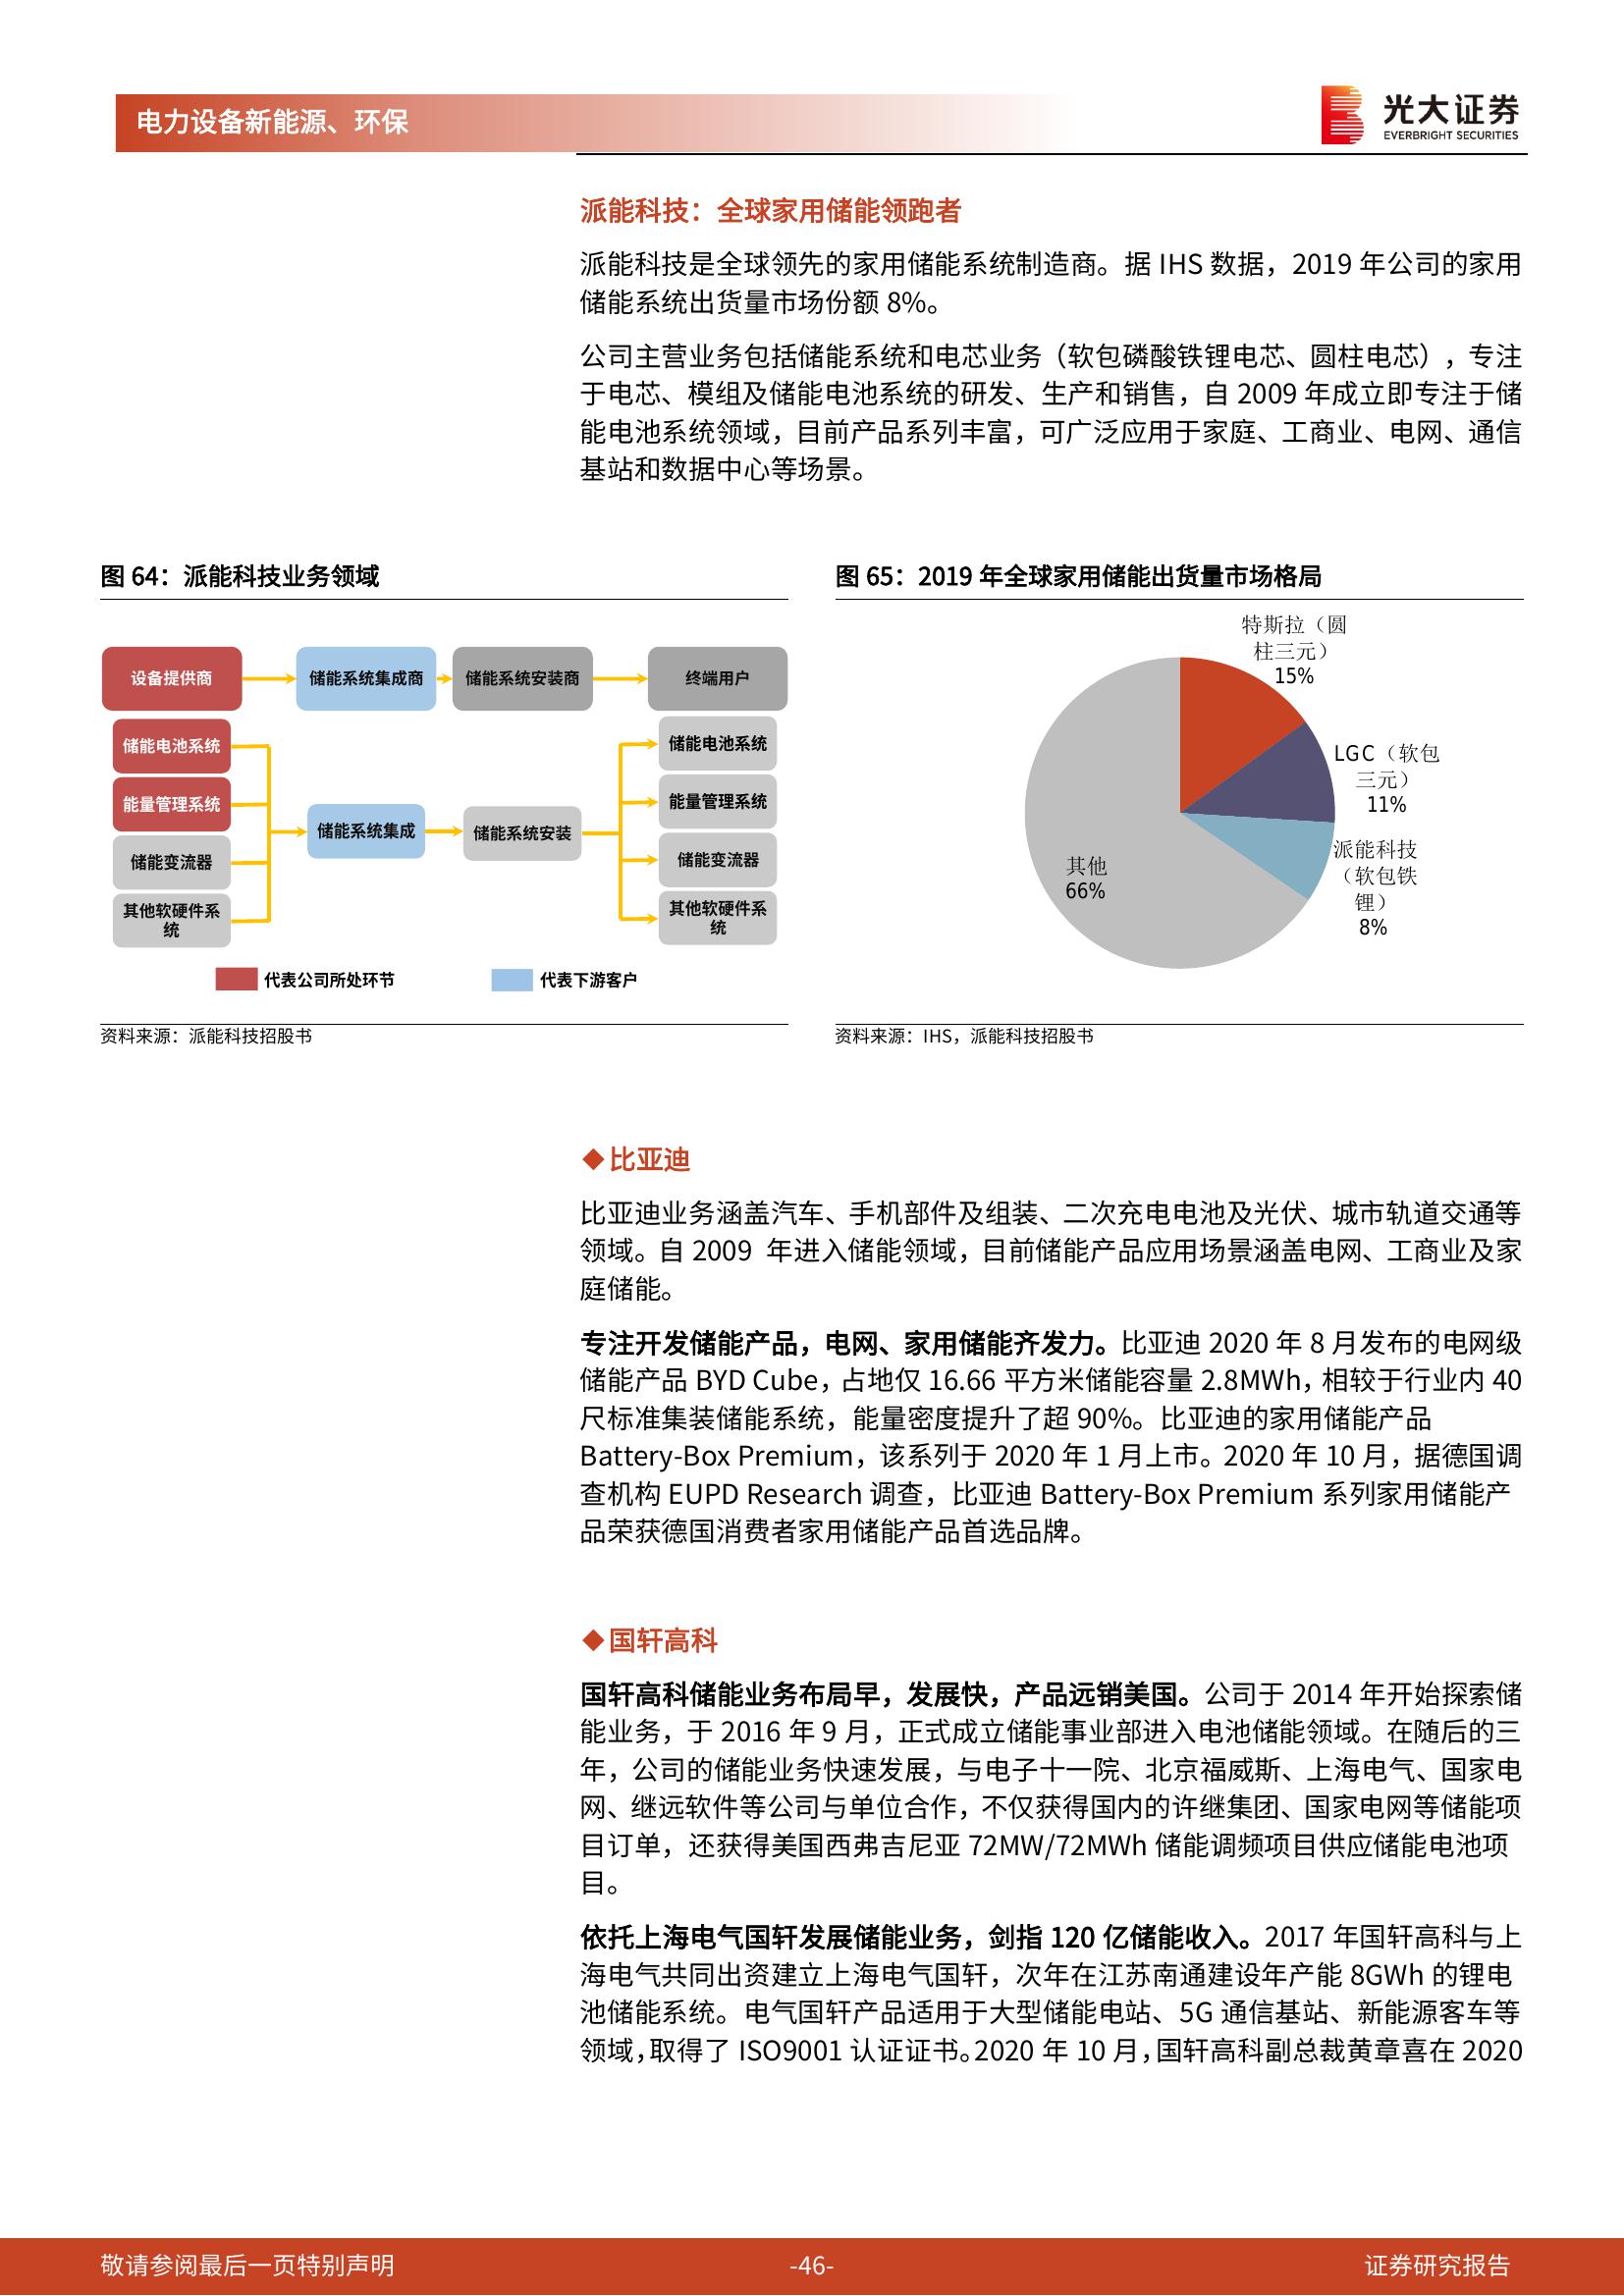 电力设备新能源、环保
光大证券
EVERBRIGHT SECURITIES
派能科技：全球家用储能领跑者
派能科技是全球领先的家用储能系统制造商。据 IHS 数据，2019 年公司的家用
储能系统出货量市场份额 8%。
公司主营业务包括储能系统和电芯业务（软包磷酸铁锂电芯、圆柱电芯），专注
于电芯、模组及储能电池系统的研发、生产和销售，自 2009 年成立即专注于储
能电池系统领域，目前产品系列丰富，可广泛应用于家庭、工商业、电网、通信
基站和数据中心等场景。
图 64：派能科技业务领域
设备提供商
储能系统集成商
储能系统安装商
终端用户
储能电池系统
能量管理系统
储能变流器
其他软硬件系
统
储能系统集成
储能系统安装
储能电池系统
能量管理系统
储能变流器
其他软硬件系
统
代表公司所处环节
代表下游客户
资料来源：派能科技招股书
图 65：2019 年全球家用储能出货量市场格局
特斯拉（圆
柱三元）
15%
LGC（软包
三元）
11%
派能科技
（软包铁
锂）
8%
其他
66%
资料来源：IHS，派能科技招股书
◆比亚迪
比亚迪业务涵盖汽车、手机部件及组装、二次充电电池及光伏、城市轨道交通等
领域。自 2009 年进入储能领域，目前储能产品应用场景涵盖电网、工商业及家
庭储能。
专注开发储能产品，电网、家用储能齐发力。比亚迪 2020 年 8 月发布的电网级
储能产品 BYD Cube，占地仅 16.66 平方米储能容量 2.8MWh，相较于行业内 40
尺标准集装储能系统，能量密度提升了超 90%。比亚迪的家用储能产品
Battery-Box Premium，该系列于 2020 年 1 月上市。2020 年 10 月，据德国调
查机构 EUPD Research 调查，比亚迪 Battery-Box Premium 系列家用储能产
品荣获德国消费者家用储能产品首选品牌。
◆国轩高科
国轩高科储能业务布局早，发展快，产品远销美国。公司于 2014 年开始探索储
能业务，于 2016 年 9 月，正式成立储能事业部进入电池储能领域。在随后的三
年，公司的储能业务快速发展，与电子十一院、北京福威斯、上海电气、国家电
网、继远软件等公司与单位合作，不仅获得国内的许继集团、国家电网等储能项
目订单，还获得美国西弗吉尼亚 72MW/72MWh 储能调频项目供应储能电池项
目。
依托上海电气国轩发展储能业务，剑指 120 亿储能收入。2017 年国轩高科与上
海电气共同出资建立上海电气国轩，次年在江苏南通建设年产能 8GWh 的锂电
池储能系统。电气国轩产品适用于大型储能电站、5G 通信基站、新能源客车等
领域，取得了 ISO9001 认证证书。2020 年 10 月，国轩高科副总裁黄章喜在 2020
敬请参阅最后一页特别声明
-46-
证券研究报告